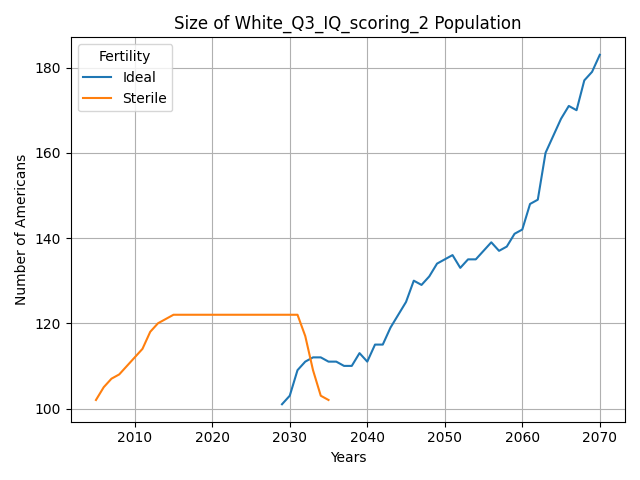 Size of White_Q3_IQ_scoring_2 Population
Fertility
Ideal
Sterile
Number of Americans
180
160
140
120
100
2010 2020 2030 2040 2050 2060 2070
Years